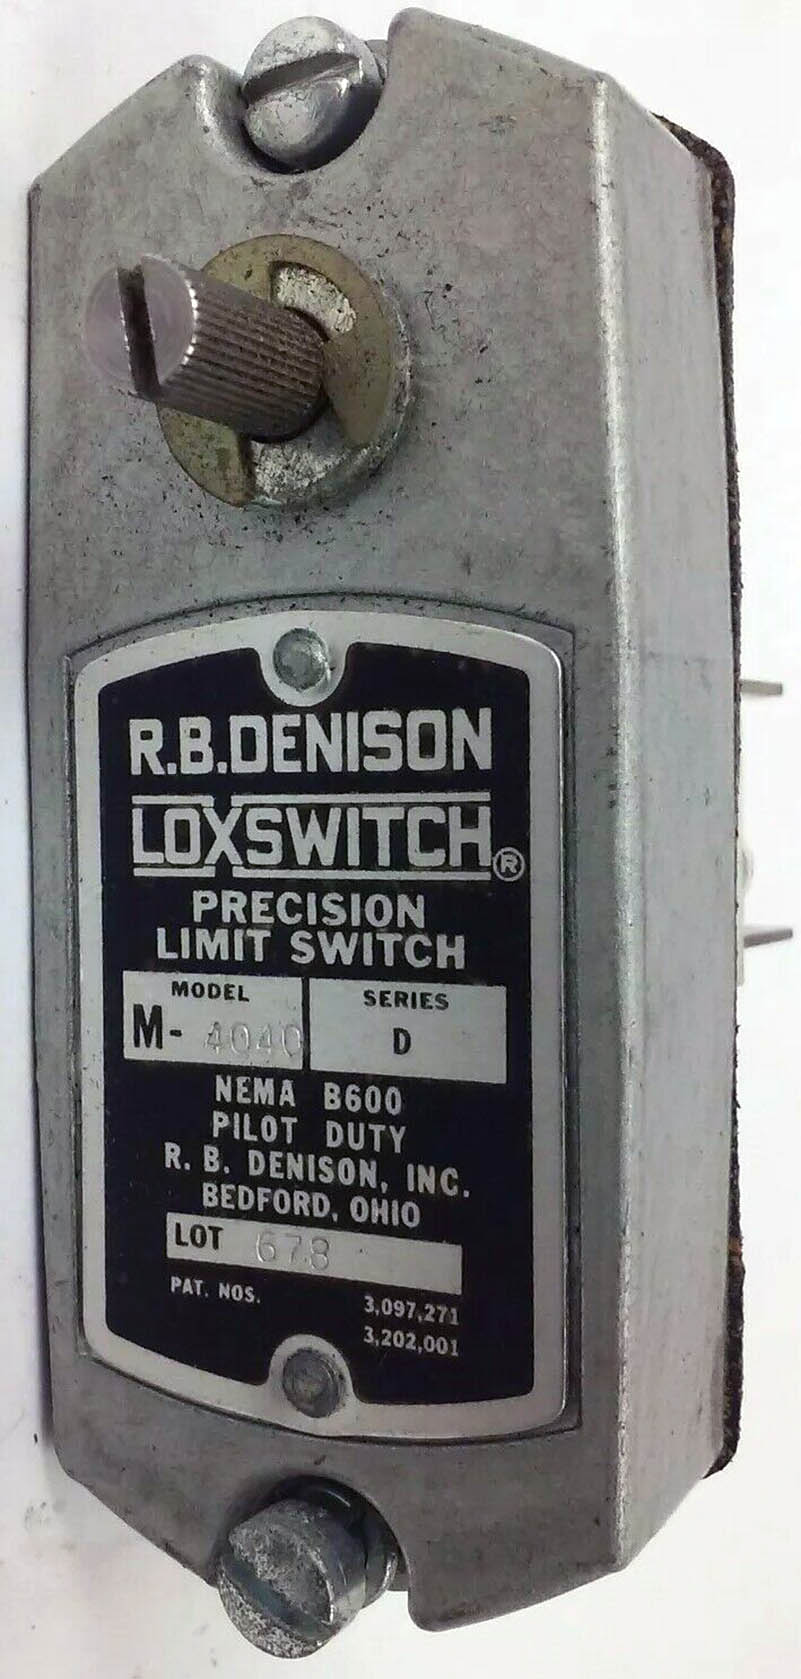 R.B.DENISON
LOXSWITCH®
PRECISION
LIMIT SWITCH
MODEL
M- 4040
SERIES
D
NEMA B600
PILOT DUTY
R. B. DENISON, INC.
BEDFORD, OHIO
LOT 678
PAT. NOS. 3,097,271
3,202,001